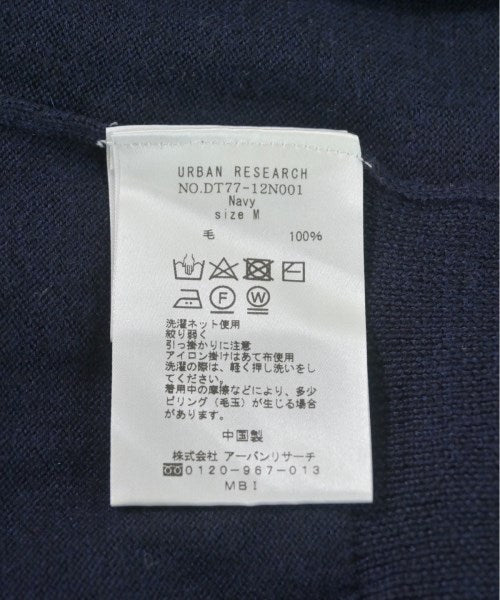 URBAN RESEARCH
NO.DT77-12N001
Navy
size M
毛 100%
F W
洗濯ネット使用
絞り弱く
引っ掛かりに注意
アイロン掛けはあて布使用
洗濯の際は、軽く押し洗いをし
てください。
着用中の摩擦などにより、多少
ピリング(毛玉)が生じる場合
があります。
中国製
株式会社 アーバンリサーチ
0120-967-013
MBI